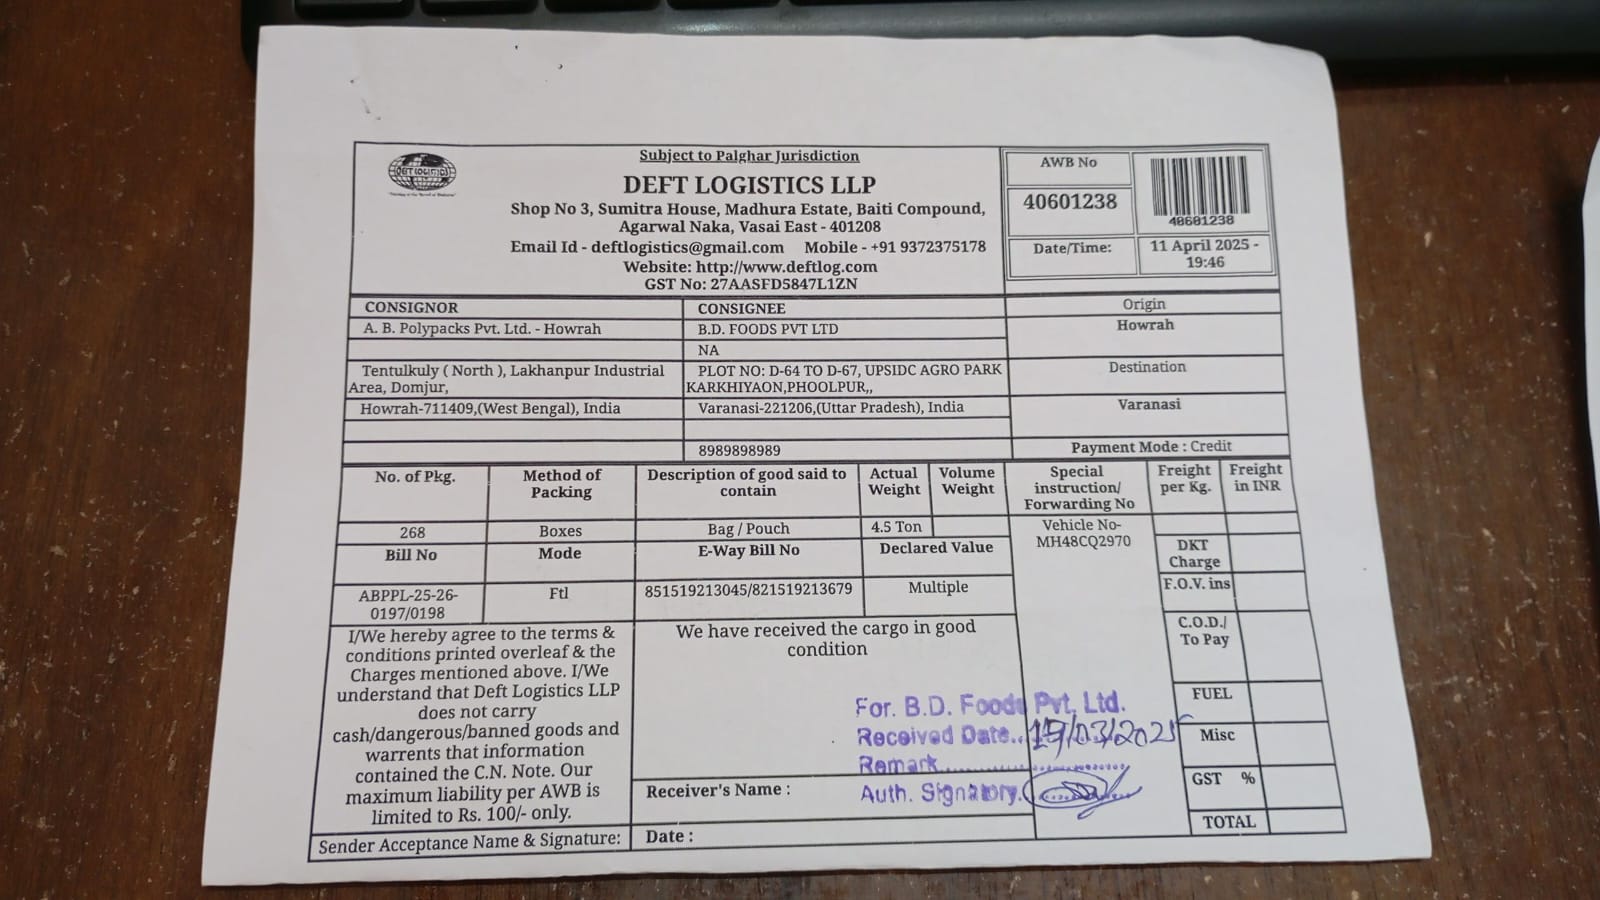 Subject to Palghar Jurisdiction
DEFT LOGISTICS LLP
Shop No 3, Sumitra House, Madhura Estate, Baiti Compound,
Agarwal Naka, Vasai East - 401208
Email Id - deftlogistics@gmail.com Mobile - +91 9372375178
Website: http://www.deftlog.com
GST No: 27AASFD5847L1ZN
DEFT LOGISTICS
AWB No
40601238
40601238
Date/Time:
11 April 2025 -
19:46
CONSIGNOR
CONSIGNEE
Origin
A. B. Polypacks Pvt. Ltd. - Howrah
B.D. FOODS PVT LTD
Howrah
NA
Tentulkuly ( North ), Lakhanpur Industrial
Area, Domjur,
PLOT NO: D-64 TO D-67, UPSIDC AGRO PARK
KARKHIYAON,PHOOLPUR,,
Destination
Howrah-711409,(West Bengal), India
Varanasi-221206,(Uttar Pradesh), India
Varanasi
8989898989
Payment Mode : Credit
No. of Pkg.
Method of
Packing
Description of good said to
contain
Actual
Weight
Volume
Weight
Special
instruction/
Forwarding No
Freight
per Kg.
Freight
in INR
268
Boxes
Bag / Pouch
4.5 Ton
Vehicle No-
MH48CQ2970
Bill No
Mode
E-Way Bill No
Declared Value
DKT
Charge
ABPPL-25-26-
0197/0198
Ftl
851519213045/821519213679
Multiple
F.O.V. ins
I/We hereby agree to the terms &
conditions printed overleaf & the
Charges mentioned above. I/We
understand that Deft Logistics LLP
does not carry
cash/dangerous/banned goods and
warrants that information
contained the C.N. Note. Our
maximum liability per AWB is
limited to Rs. 100/- only.
We have received the cargo in good
condition
C.O.D./
To Pay
FUEL
Misc
GST %
TOTAL
For. B.D. Foods Pvt. Ltd.
Received Date..
Remark
Auth. Signatory.
Receiver's Name :
Sender Acceptance Name & Signature:
Date :